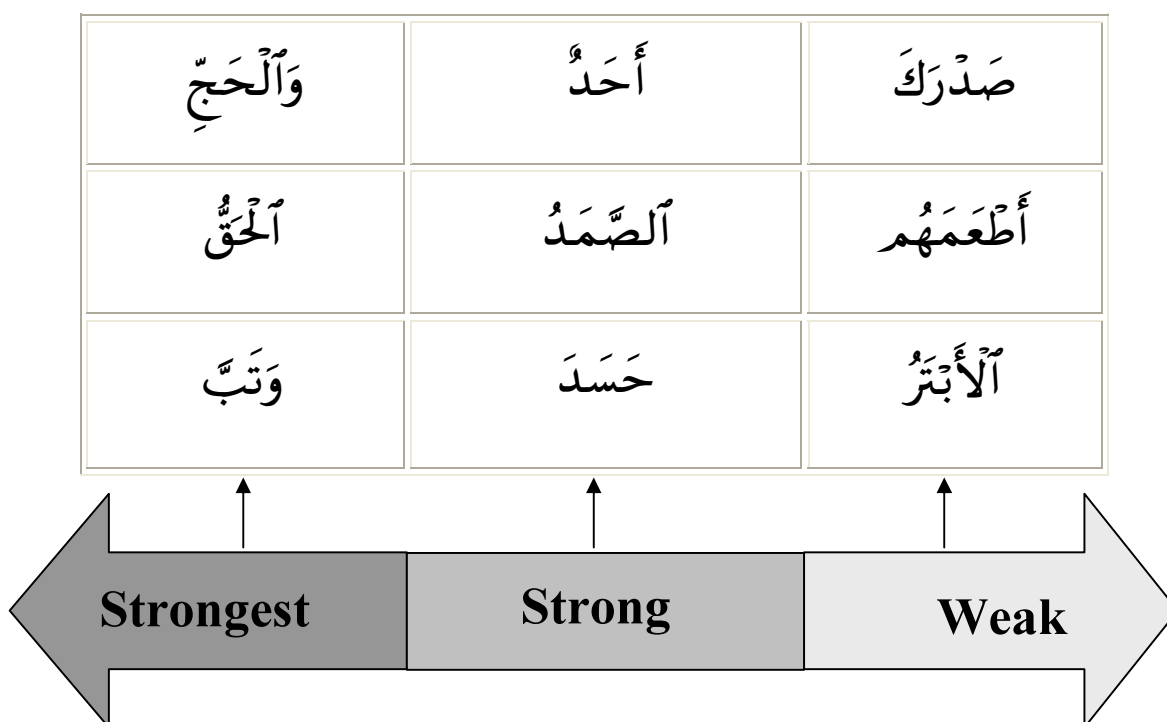 صَدْرَكَ أَحَدٌ وَٱلْحَجِّ
أَطْعَمَهُم ٱلصَّمَدُ ٱلْحَقُّ
ٱلْأَبْتَرُ حَسَدَ وَتَبَّ
Strongest Strong Weak